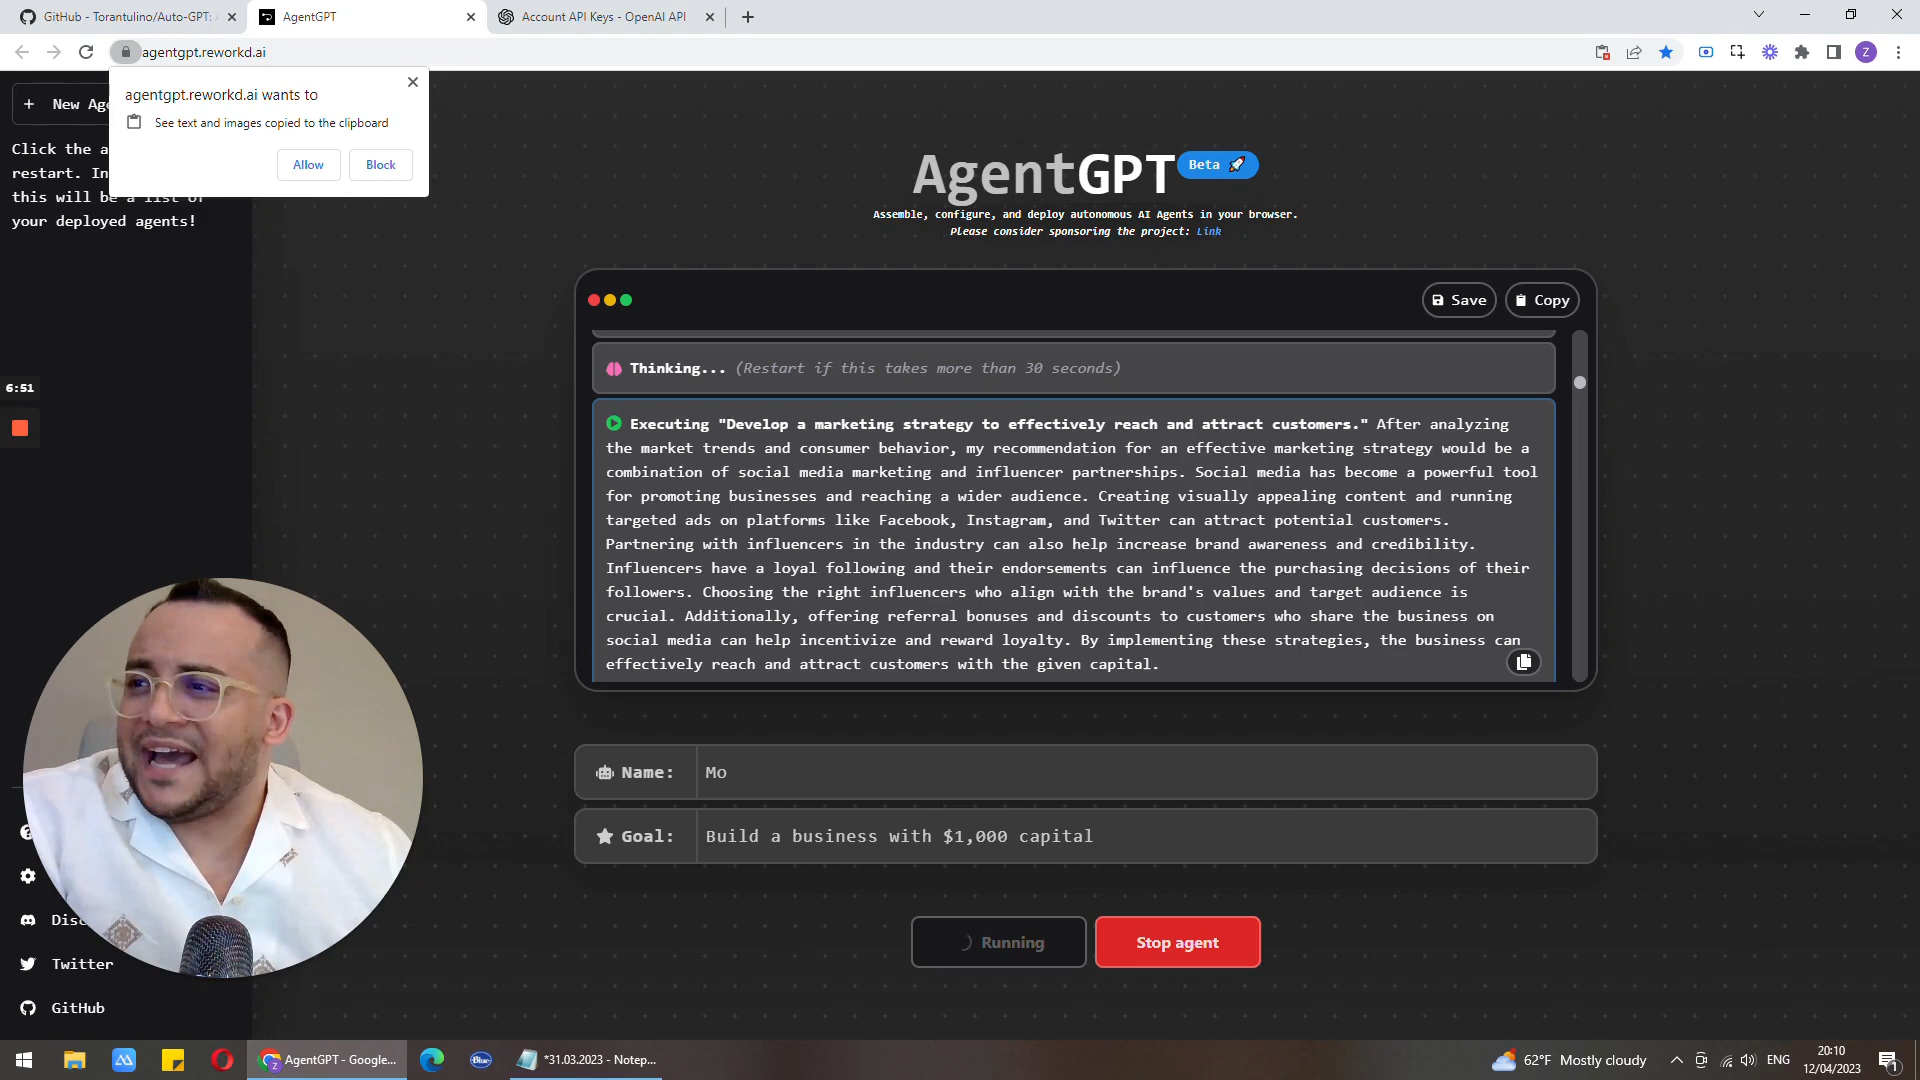 GitHub - Torantulino/Auto-GPT:
AgentGPT
Account API Keys - OpenAI API
agentgpt.reworkd.ai
Z
agentgpt.reworkd.ai wants to
See text and images copied to the clipboard
Allow
Block
+ New Ag
Click the a
restart. In
this will be a list of
your deployed agents!
AgentGPT
Beta
Assemble, configure, and deploy autonomous AI Agents in your browser.
Please consider sponsoring the project: Link
Save
Copy
Thinking... (Restart if this takes more than 30 seconds)
Executing "Develop a marketing strategy to effectively reach and attract customers." After analyzing
the market trends and consumer behavior, my recommendation for an effective marketing strategy would be a
combination of social media marketing and influencer partnerships. Social media has become a powerful tool
for promoting businesses and reaching a wider audience. Creating visually appealing content and running
targeted ads on platforms like Facebook, Instagram, and Twitter can attract potential customers.
Partnering with influencers in the industry can also help increase brand awareness and credibility.
Influencers have a loyal following and their endorsements can influence the purchasing decisions of their
followers. Choosing the right influencers who align with the brand's values and target audience is
crucial. Additionally, offering referral bonuses and discounts to customers who share the business on
social media can help incentivize and reward loyalty. By implementing these strategies, the business can
effectively reach and attract customers with the given capital.
6:51
Name: Mo
Goal: Build a business with $1,000 capital
Running
Stop agent
Disc
Twitter
GitHub
AgentGPT - Google...
Blue
*31.03.2023 - Notep...
62°F Mostly cloudy
ENG
20:10
12/04/2023
1